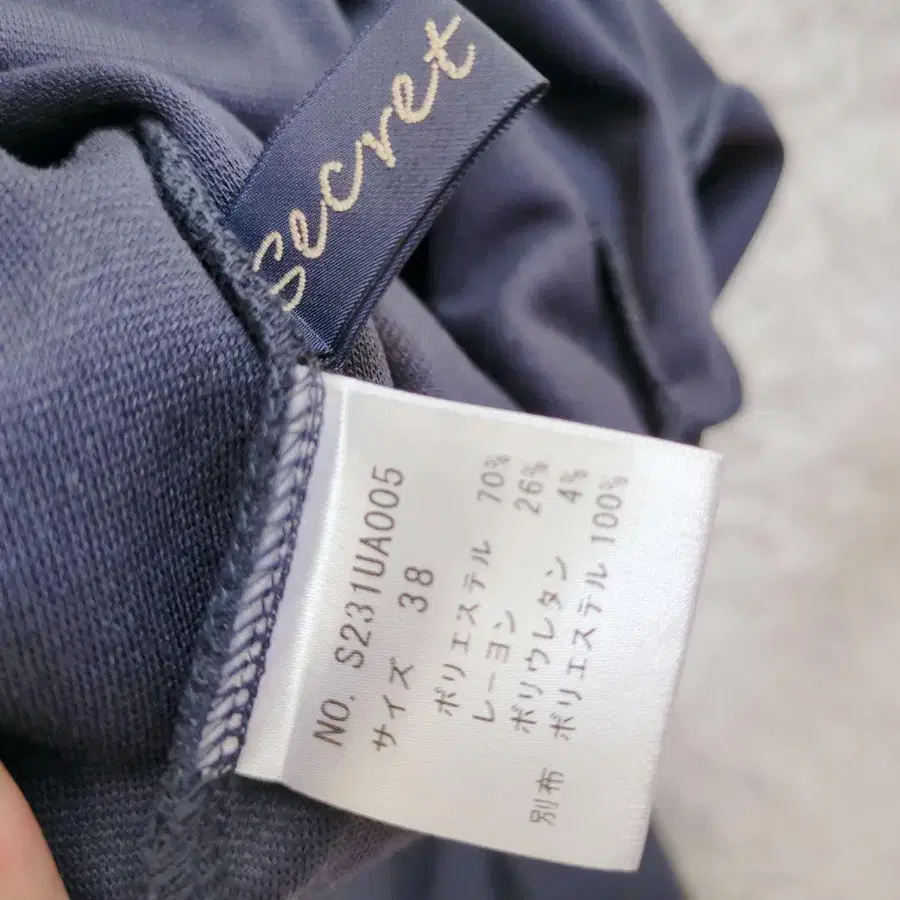 Secret
NO. S231UA005
サイズ 38
ポリエステル 70%
レーヨン 26%
ポリウレタン 4%
別布 ポリエステル 100%